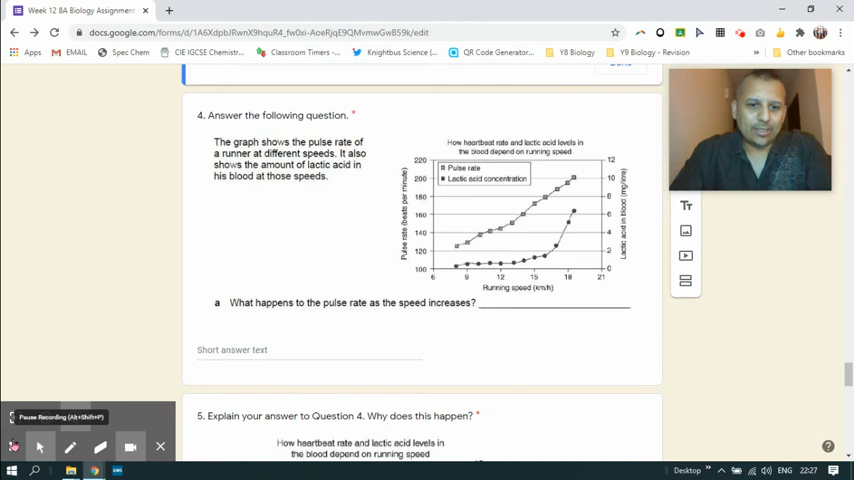 Week 12 8A Biology Assignment
docs.google.com/forms/d/1A6XdpbJRwnX9hquR4_fw0xi-AoeRjqE9QMvmwGwB59k/edit
Apps EMAIL Spec Chem CIE IGCSE Chemistr... Classroom Timers -... Knightbus Science (... QR Code Generator... Y8 Biology Y9 Biology - Revision Other bookmarks
4. Answer the following question. *
The graph shows the pulse rate of
a runner at different speeds. It also
shows the amount of lactic acid in
his blood at those speeds.
How heartbeat rate and lactic acid levels in
the blood depend on running speed
Pulse rate
Lactic acid concentration
Pulse rate (beats per minute)
220
200
180
160
140
120
100
12
10
8
6
4
2
0
Lactic acid in blood (mg/litre)
6 9 12 15 18 21
Running speed (km/h)
a What happens to the pulse rate as the speed increases?
Short answer text
Pause Recording (Alt+Shift+P)
5. Explain your answer to Question 4. Why does this happen? *
How heartbeat rate and lactic acid levels in
the blood depend on running speed
Tt
Desktop ENG 22:27